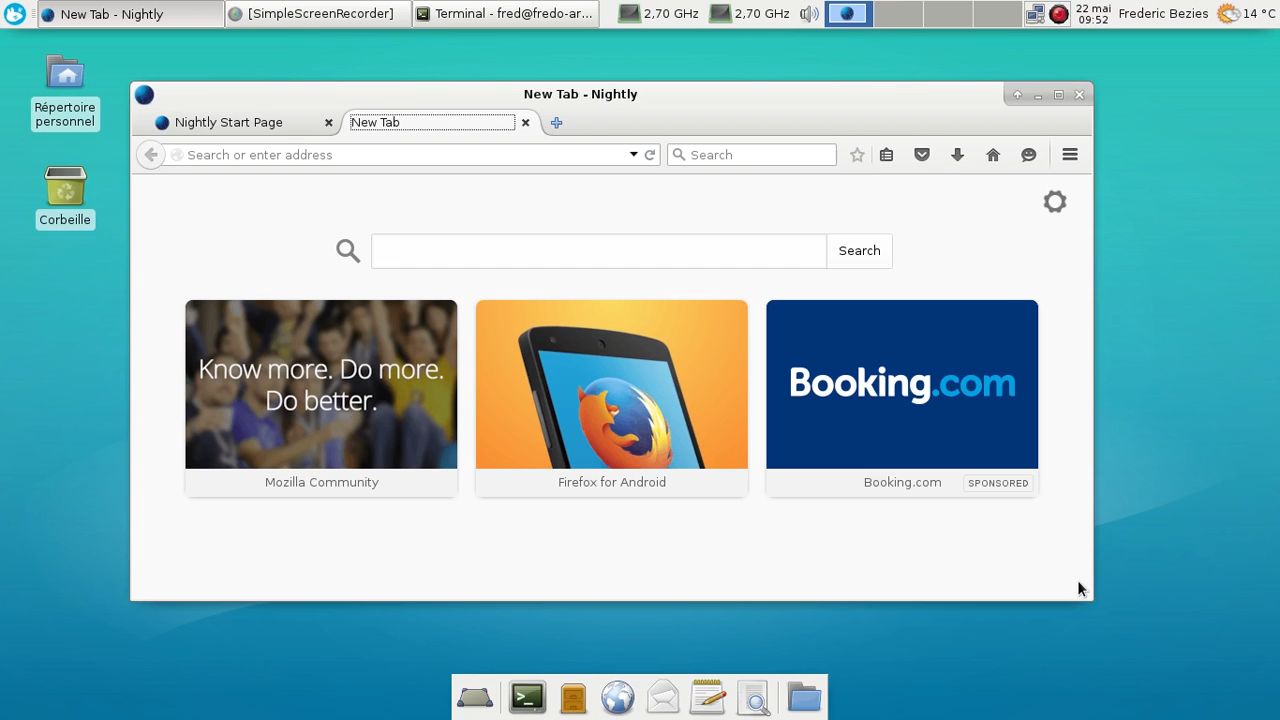 New Tab - Nightly
[SimpleScreenRecorder]
Terminal - fred@fredo-ar...
2,70 GHz
2,70 GHz
22 mai
09:52
Frederic Bezies
14 °C
Répertoire
personnel
Corbeille
New Tab - Nightly
Nightly Start Page
New Tab
Search or enter address
Search
Search
Know more. Do more.
Do better.
Booking.com
Mozilla Community
Firefox for Android
Booking.com
SPONSORED